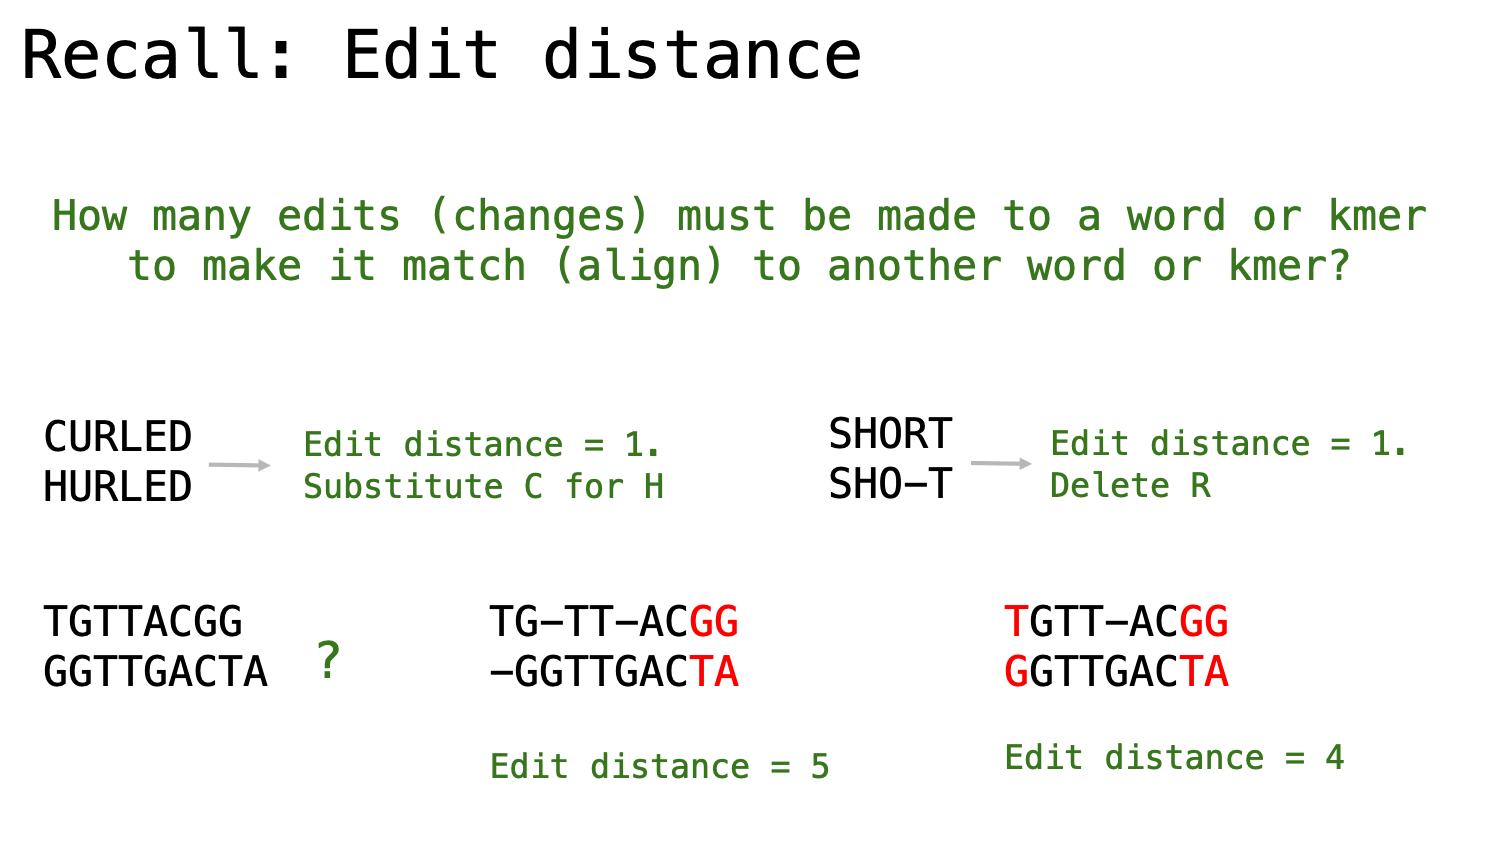 Recall: Edit distance
How many edits (changes) must be made to a word or kmer
to make it match (align) to another word or kmer?
CURLED
HURLED
Edit distance = 1.
Substitute C for H
SHORT
SHO-T
Edit distance = 1.
Delete R
TGTTACGG
GGTTGACTA
?
TG-TT-ACGG
-GGTTGACTA
Edit distance = 5
TGTT-ACGG
GGTTGACTA
Edit distance = 4